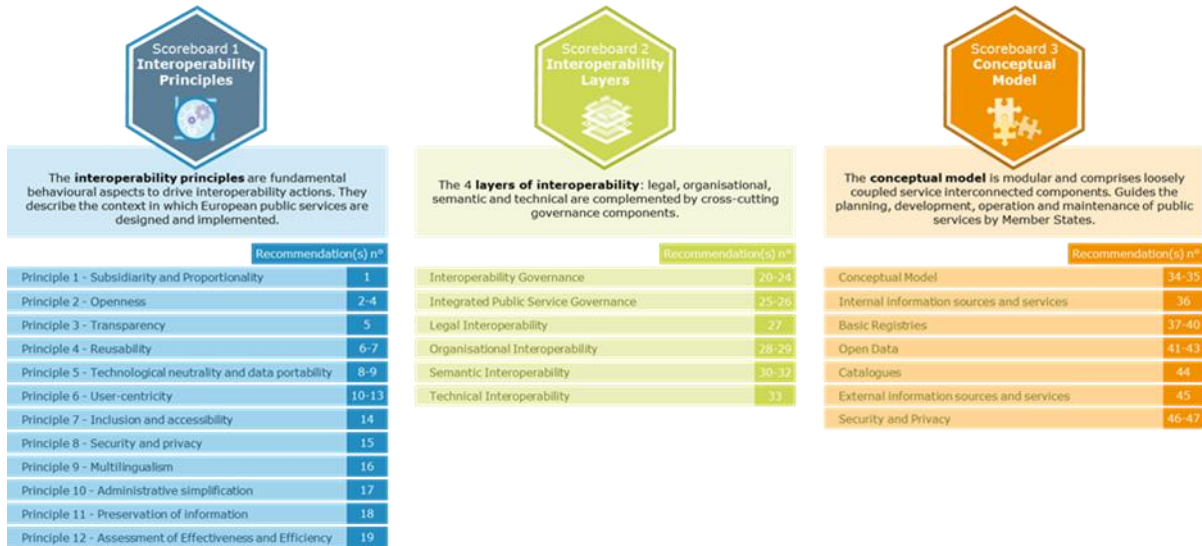 Scoreboard 1
Interoperability
Principles
The interoperability principles are fundamental
behavioural aspects to drive interoperability actions. They
describe the context in which European public services are
designed and implemented.
Recommendation(s) n°
Principle 1 - Subsidiarity and Proportionality 1
Principle 2 - Openness 2-4
Principle 3 - Transparency 5
Principle 4 - Reusability 6-7
Principle 5 - Technological neutrality and data portability 8-9
Principle 6 - User-centricity 10-13
Principle 7 - Inclusion and accessibility 14
Principle 8 - Security and privacy 15
Principle 9 - Multilingualism 16
Principle 10 - Administrative simplification 17
Principle 11 - Preservation of information 18
Principle 12 - Assessment of Effectiveness and Efficiency 19
Scoreboard 2
Interoperability
Layers
The 4 layers of interoperability: legal, organisational,
semantic and technical are complemented by cross-cutting
governance components.
Recommendation(s) n°
Interoperability Governance 20-24
Integrated Public Service Governance 25-26
Legal Interoperability 27
Organisational Interoperability 28-29
Semantic Interoperability 30-32
Technical Interoperability 33
Scoreboard 3
Conceptual
Model
The conceptual model is modular and comprises loosely
coupled service interconnected components. Guides the
planning, development, operation and maintenance of public
services by Member States.
Recommendation(s) n°
Conceptual Model 34-35
Internal information sources and services 36
Basic Registries 37-40
Open Data 41-43
Catalogues 44
External information sources and services 45
Security and Privacy 46-47